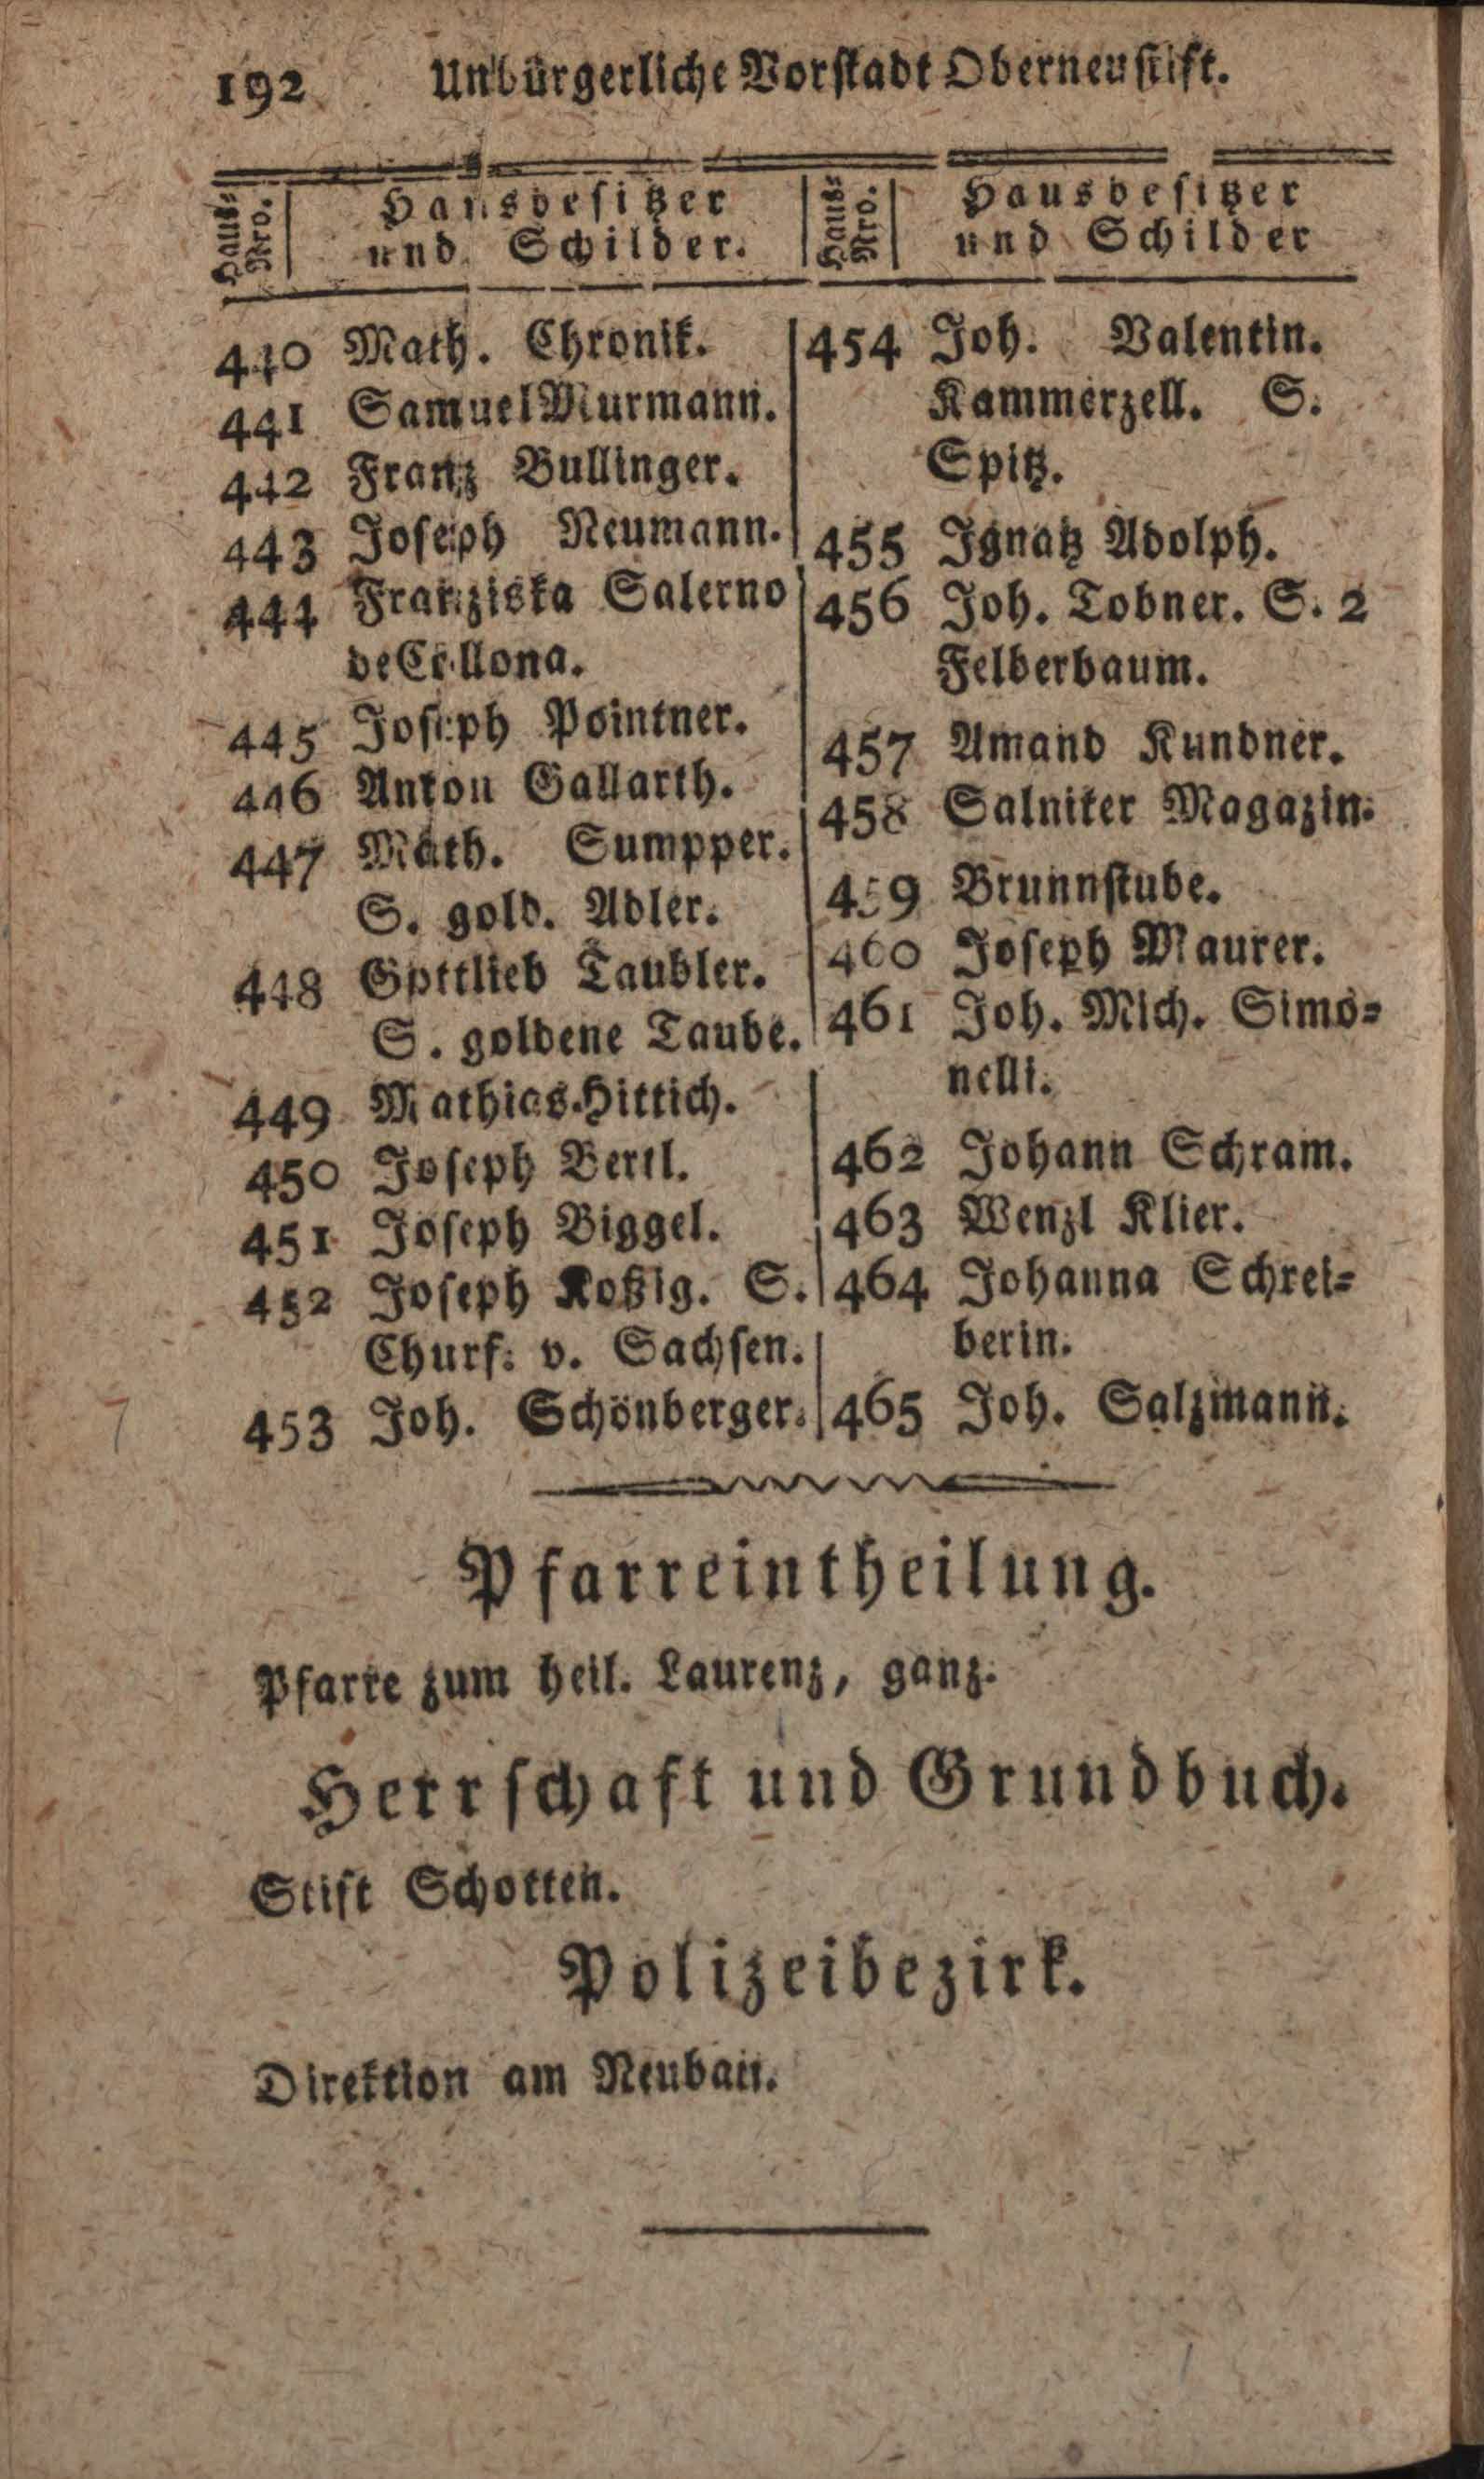 192 Unbürgerliche Vorstadt Oberneustift.
Haus-
Nro.
Hausbesitzer
und Schilder.
440 Math. Chronik.
441 Samuel Murmann.
442 Franz Bullinger.
443 Joseph Neumann.
444 Franziska Salerno
de Collona.
445 Joseph Pointner.
446 Anton Gallarth.
447 Math. Sumpper.
S. gold. Adler.
448 Gottlieb Taubler.
S. goldene Taube.
449 Mathias Hittich.
450 Joseph Bertl.
451 Joseph Biggel.
452 Joseph Koßig. S.
Churf. v. Sachsen.
453 Joh. Schönberger.
Haus-
Nro.
Hausbesitzer
und Schilder
454 Joh. Valentin.
Kammerzell. S.
Spitz.
455 Ignatz Adolph.
456 Joh. Tobner. S. 2
Felberbaum.
457 Amand Kundner.
458 Salniter Magazin.
459 Brunnstube.
460 Joseph Maurer.
461 Joh. Mich. Simo-
nelli.
462 Johann Schram.
463 Wenzl Klier.
464 Johanna Schrei-
berin.
465 Joh. Salzmann.
Pfarreintheilung.
Pfarre zum heil. Laurenz, ganz.
Herrschaft und Grundbuch.
Stift Schotten.
Polizeibezirk.
Direktion am Neubau.